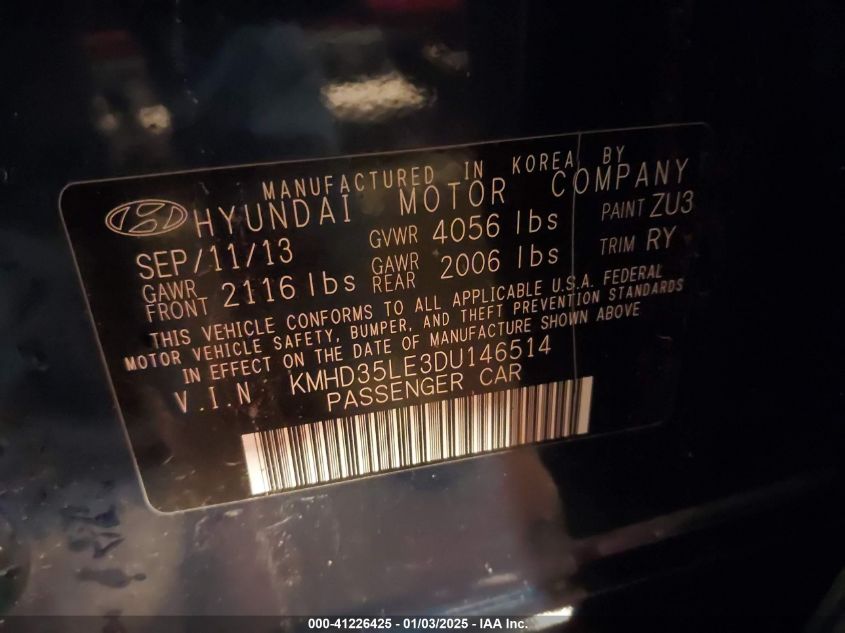 MANUFACTURED IN KOREA BY
HYUNDAI MOTOR COMPANY
SEP/11/13 GVWR 4056 lbs PAINT ZU3
GAWR FRONT 2116 lbs GAWR REAR 2006 lbs TRIM RY
THIS VEHICLE CONFORMS TO ALL APPLICABLE U.S.A. FEDERAL
MOTOR VEHICLE SAFETY, BUMPER, AND THEFT PREVENTION STANDARDS
IN EFFECT ON THE DATE OF MANUFACTURE SHOWN ABOVE
V.I.N KMHD35LE3DU146514
PASSENGER CAR
000-41226425 - 01/03/2025 - IAA Inc.